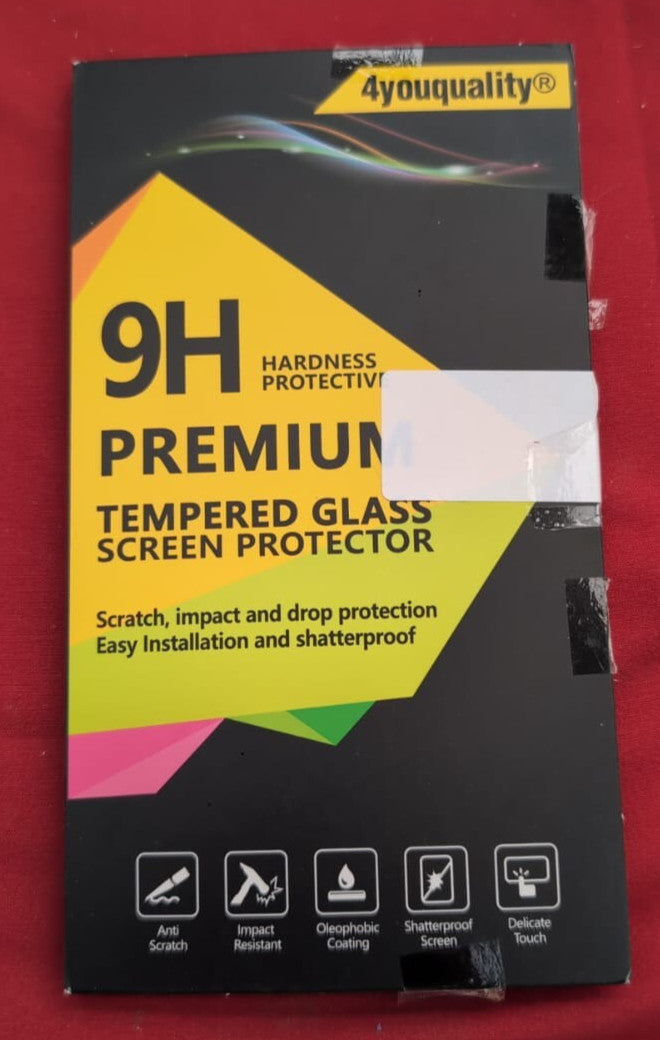 4youquality®
9H
HARDNESS
PROTECTIVE
PREMIUM
TEMPERED GLASS
SCREEN PROTECTOR
Scratch, impact and drop protection
Easy Installation and shatterproof
Anti
Scratch
Impact
Resistant
Oleophobic
Coating
Shatterproof
Screen
Delicate
Touch